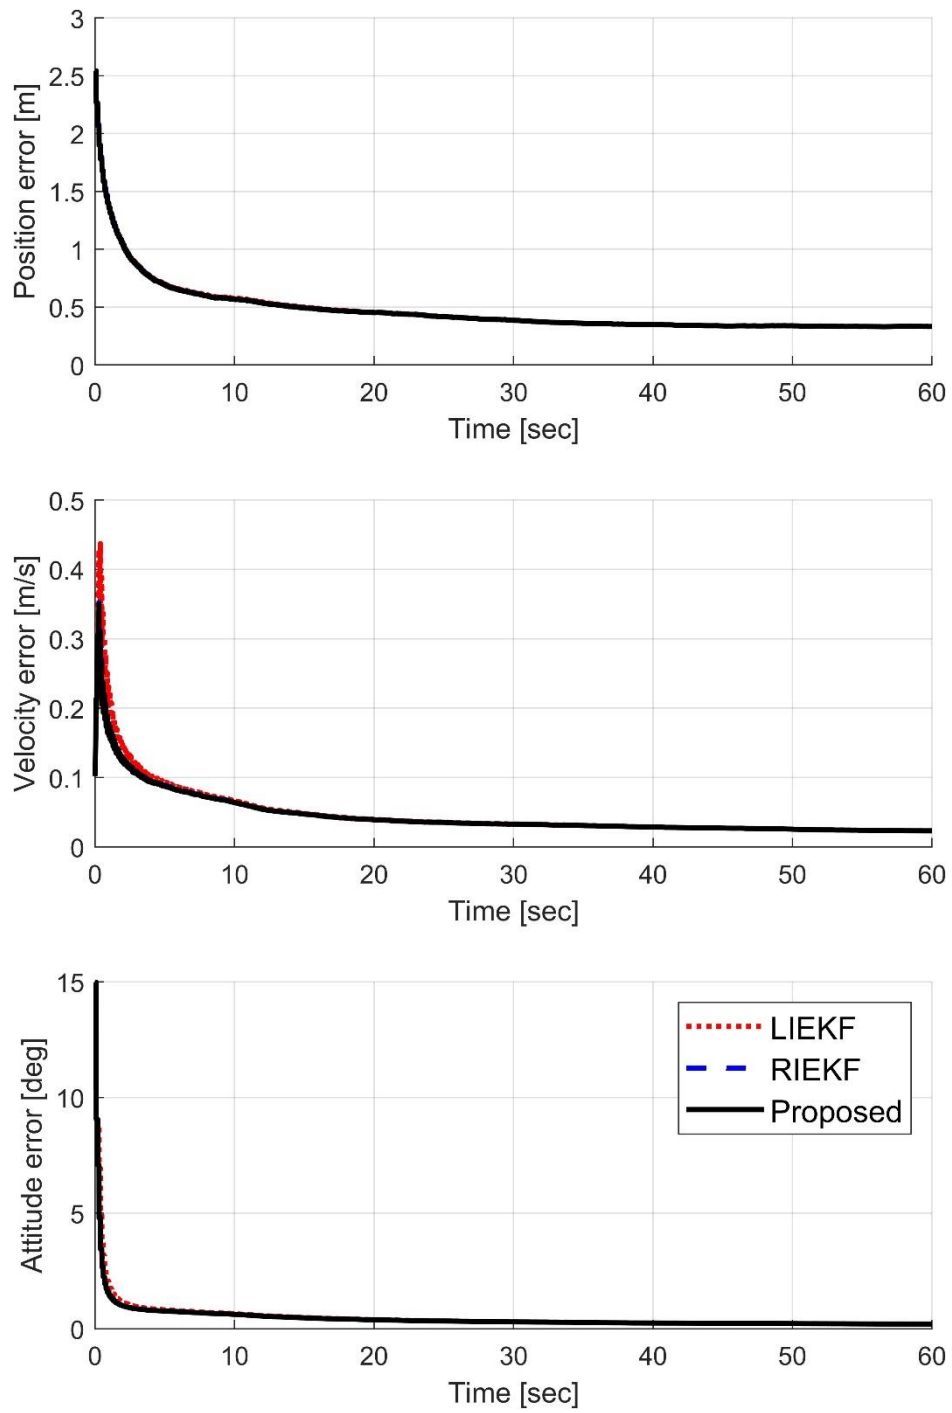 3
2.5
2
1.5
1
0.5
0
Position error [m]
0 10 20 30 40 50 60
Time [sec]
0.5
0.4
0.3
0.2
0.1
0
Velocity error [m/s]
0 10 20 30 40 50 60
Time [sec]
15
10
5
0
Attitude error [deg]
LIEKF
RIEKF
Proposed
0 10 20 30 40 50 60
Time [sec]